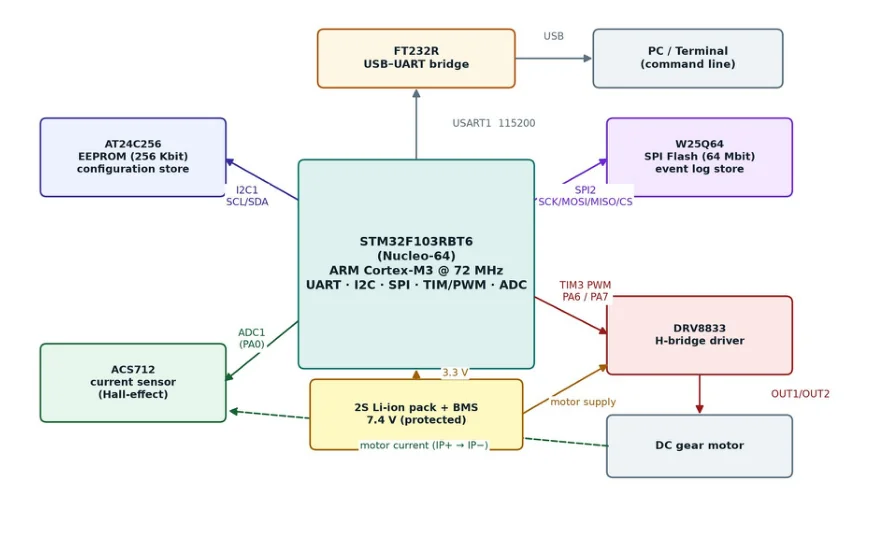 FT232R
USB–UART bridge
USB
PC / Terminal
(command line)
USART1 115200
AT24C256
EEPROM (256 Kbit)
configuration store
I2C1
SCL/SDA
W25Q64
SPI Flash (64 Mbit)
event log store
SPI2
SCK/MOSI/MISO/CS
STM32F103RBT6
(Nucleo-64)
ARM Cortex-M3 @ 72 MHz
UART · I2C · SPI · TIM/PWM · ADC
TIM3 PWM
PA6 / PA7
DRV8833
H-bridge driver
ADC1
(PA0)
ACS712
current sensor
(Hall-effect)
3.3 V
2S Li-ion pack + BMS
7.4 V (protected)
motor supply
OUT1/OUT2
motor current (IP+ → IP−)
DC gear motor